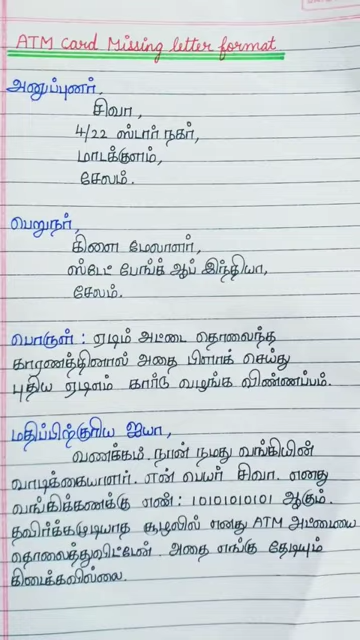 ATM Card Missing letter format
அனுப்புனர்,
சிவா,
4/22 ஸ்டார் நகர்,
மாடக்குளம்,
சேலம்.
பெறுநர்,
கிளை மேலாளர்,
ஸ்டேட் பேங்க் ஆப் இந்தியா,
சேலம்.
பொருள் : ஏடிம் அட்டை தொலைந்த
காரணத்தினால் அதை பிளாக் செய்து
புதிய ஏடிஎம் கார்டு வழங்க விண்ணப்பம்.
மதிப்பிற்குரிய ஐயா,
வணக்கம். நான் நமது வங்கியின்
வாடிக்கையாளர். என் பெயர் சிவா. எனது
வங்கிக்கணக்கு எண்: 10101010101 ஆகும்.
தவிர்க்கமுடியாத சூழலில் எனது ATM அட்டையை
தொலைத்துவிட்டேன். அதை எங்கு தேடியும்
கிடைக்கவில்லை.